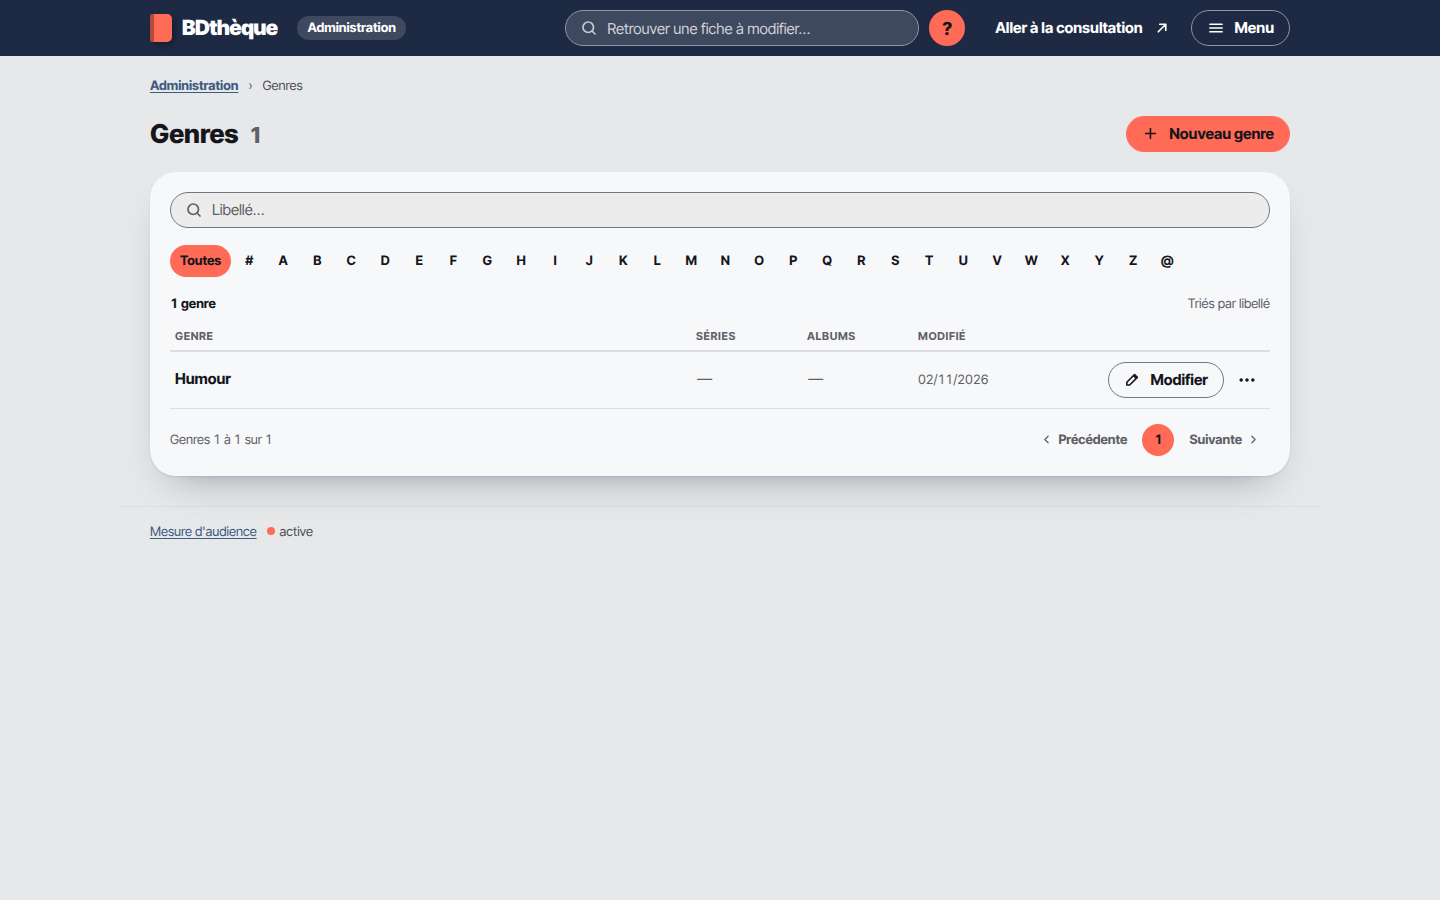 BDthèque Administration Retrouver une fiche à modifier... ? Aller à la consultation Menu
Administration › Genres
Genres 1 Nouveau genre
Libellé...
Toutes # A B C D E F G H I J K L M N O P Q R S T U V W X Y Z @
1 genre Triés par libellé
GENRE SÉRIES ALBUMS MODIFIÉ
Humour — — 02/11/2026 Modifier ...
Genres 1 à 1 sur 1 Précédente 1 Suivante
Mesure d'audience active